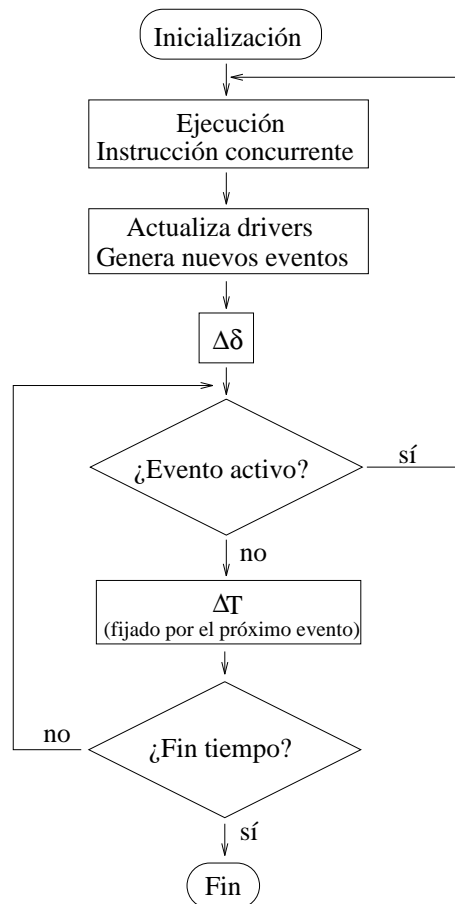 Inicialización
Ejecución
Instrucción concurrente
Actualiza drivers
Genera nuevos eventos
Δδ
¿Evento activo?
sí
no
ΔT
(fijado por el próximo evento)
¿Fin tiempo?
no
sí
Fin